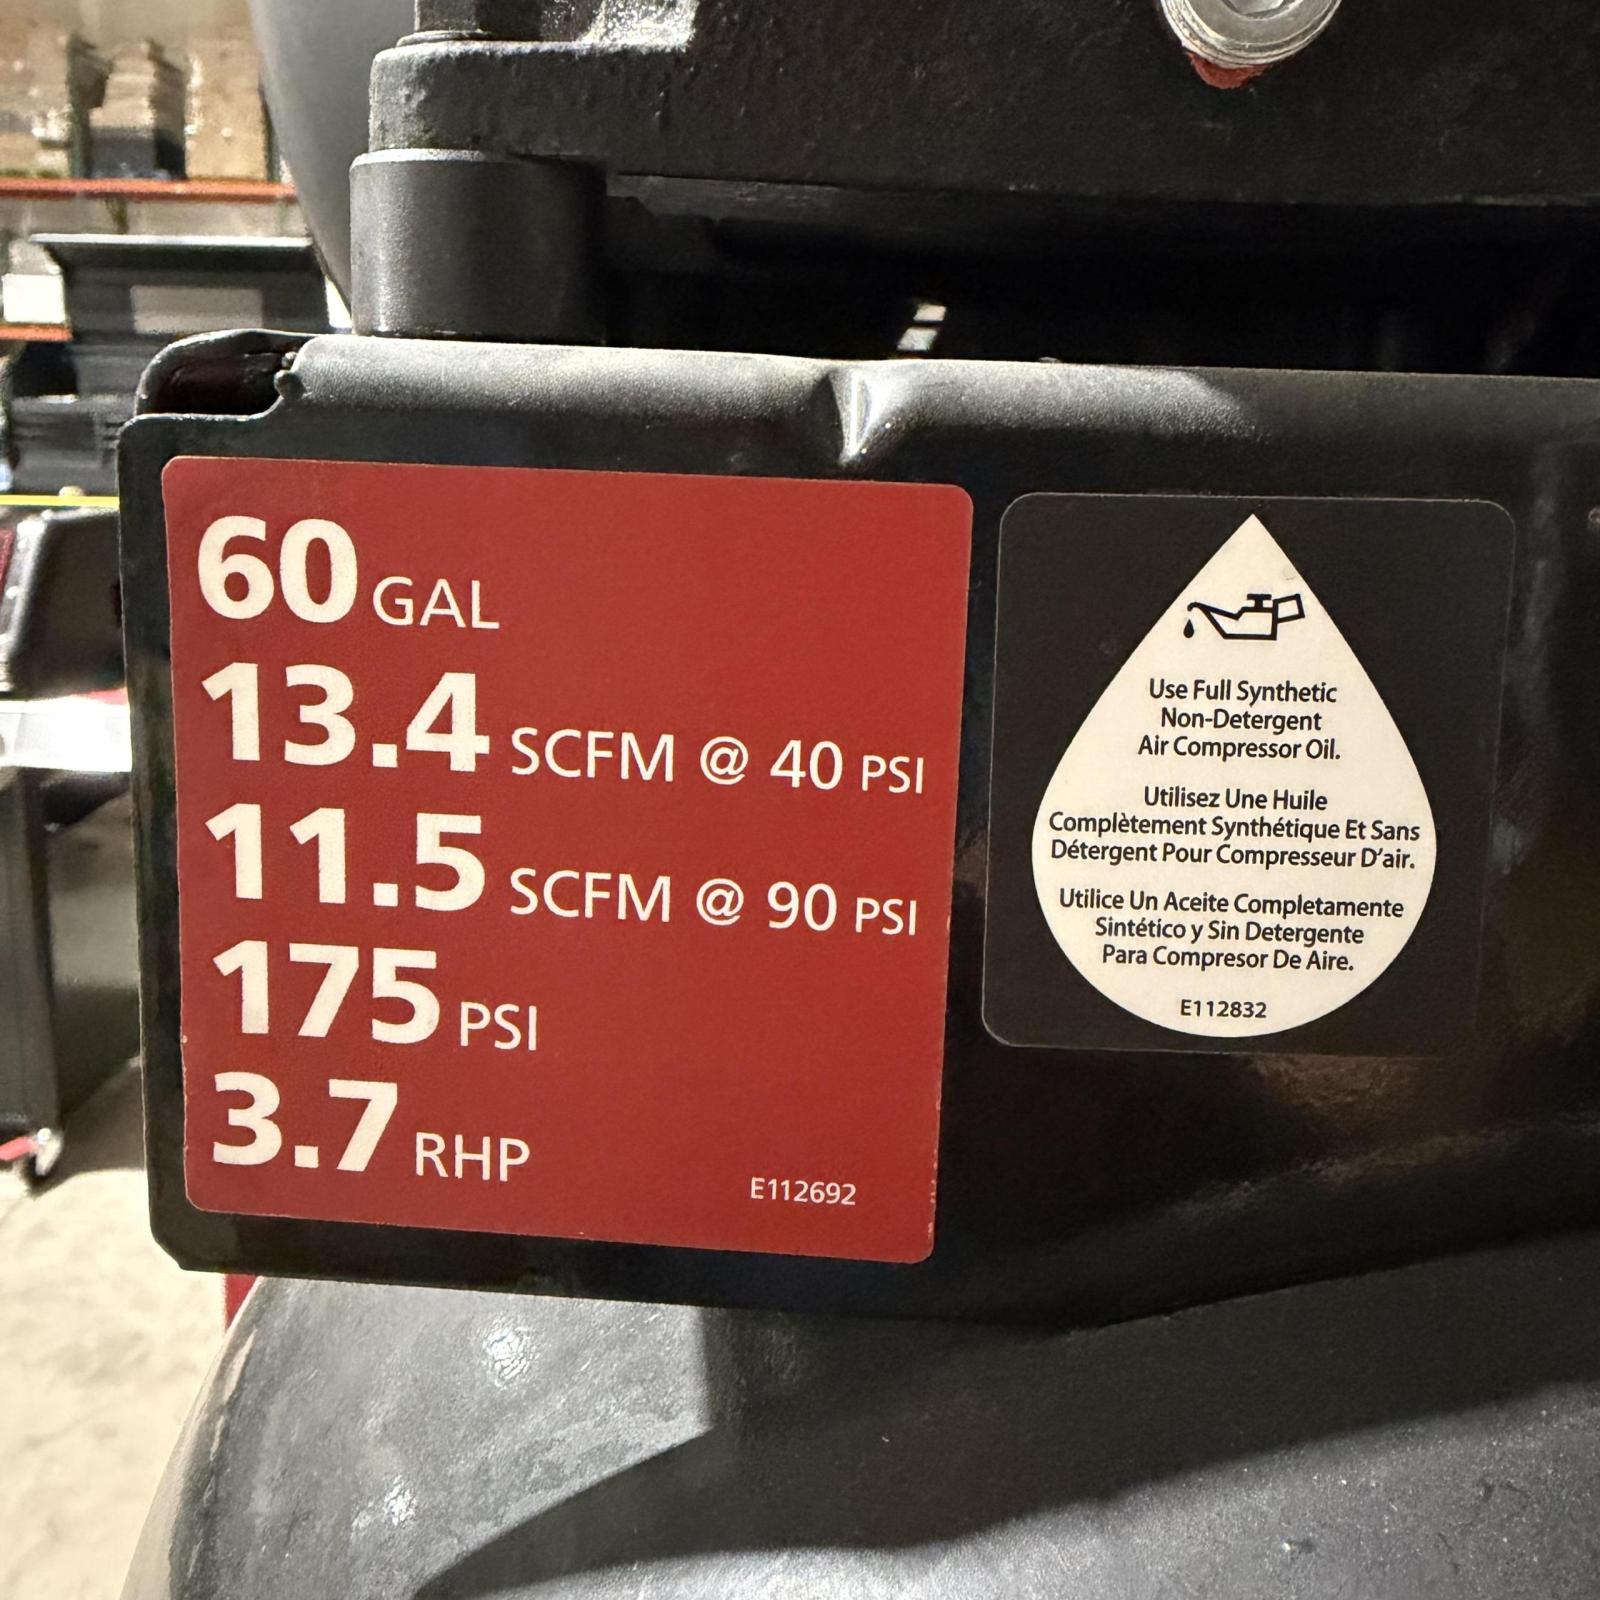 60 GAL
13.4 SCFM @ 40 PSI
11.5 SCFM @ 90 PSI
175 PSI
3.7 RHP
E112692
Use Full Synthetic
Non-Detergent
Air Compressor Oil.
Utilisez Une Huile
Complètement Synthétique Et Sans
Détergent Pour Compresseur D'air.
Utilice Un Aceite Completamente
Sintético y Sin Detergente
Para Compresor De Aire.
E112832